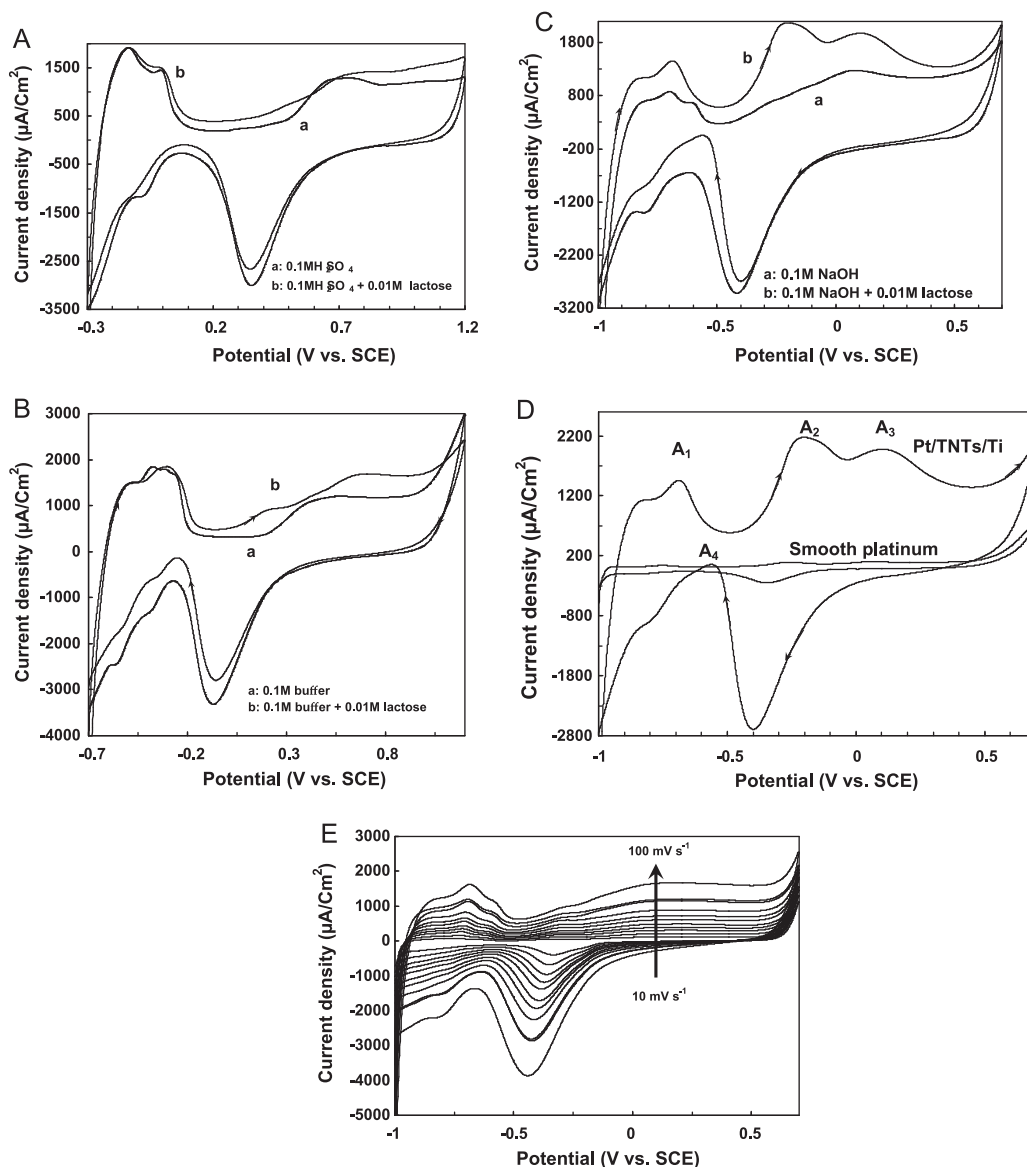 A
Current density (µA/Cm²)
1500
500
-500
-1500
-2500
-3500
b
a
a: 0.1MH₂SO₄
b: 0.1MH₂SO₄ + 0.01M lactose
-0.3
0.2
0.7
1.2
Potential (V vs. SCE)
C
Current density (µA/Cm²)
1800
800
-200
-1200
-2200
-3200
b
a
a: 0.1M NaOH
b: 0.1M NaOH + 0.01M lactose
-1
-0.5
0
0.5
Potential (V vs. SCE)
B
Current density (µA/Cm²)
3000
2000
1000
0
-1000
-2000
-3000
-4000
b
a
a: 0.1M buffer
b: 0.1M buffer + 0.01M lactose
-0.7
-0.2
0.3
0.8
Potential (V vs. SCE)
D
Current density (µA/Cm²)
2200
1200
200
-800
-1800
-2800
A₁
A₂
A₃
Pt/TNTs/Ti
A₄
Smooth platinum
-1
-0.5
0
0.5
Potential (V vs. SCE)
E
Current density (µA/Cm²)
3000
2000
1000
0
-1000
-2000
-3000
-4000
-5000
100 mV s⁻¹
10 mV s⁻¹
-1
-0.5
0
0.5
Potential (V vs. SCE)